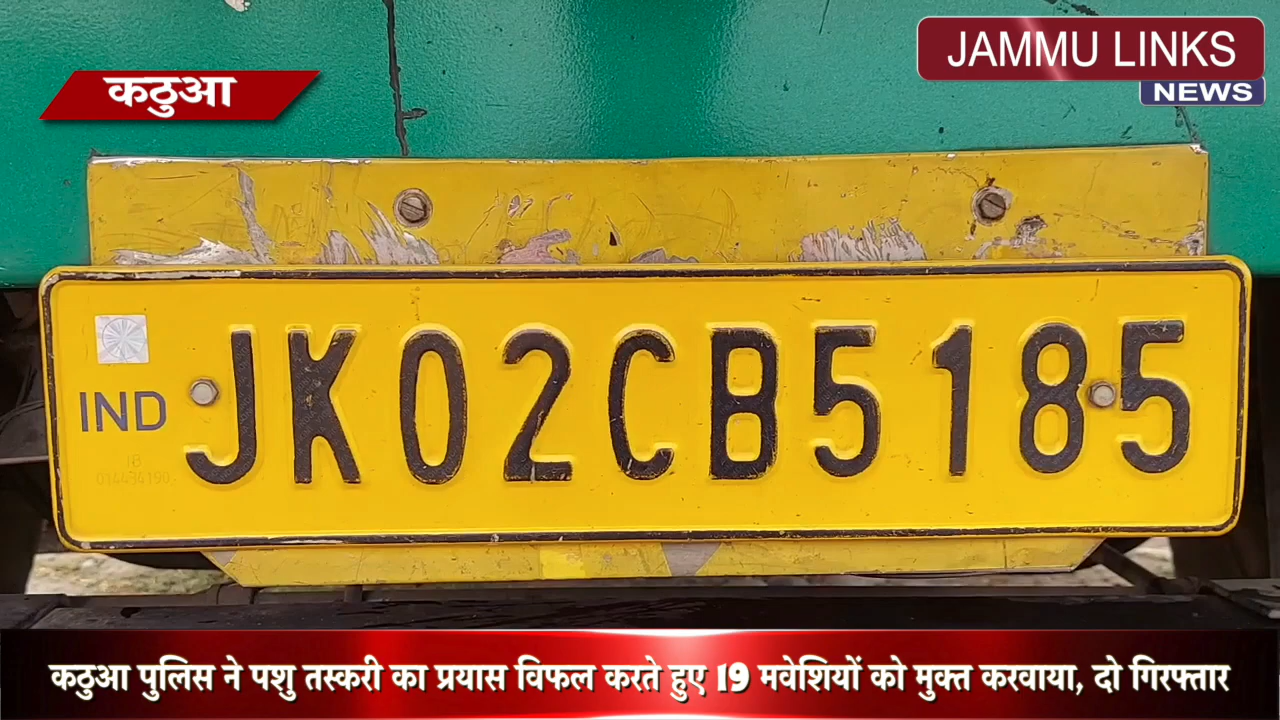 JAMMU LINKS
NEWS
कठुआ
IND
JK02CB5185
कठुआ पुलिस ने पशु तस्करी का प्रयास विफल करते हुए 19 मवेशियों को मुक्त करवाया, दो गिरफ्तार